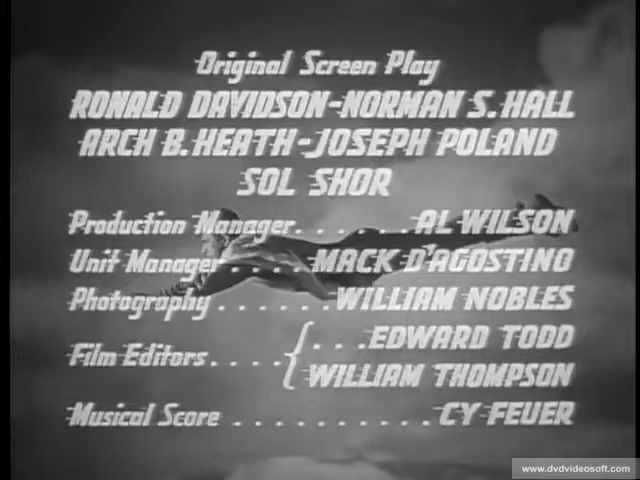 Original Screen Play
RONALD DAVIDSON-NORMAN S. HALL
ARCH B. HEATH-JOSEPH POLAND
SOL SHOR
Production Manager.......AL WILSON
Unit Manager.....MACK D'AGOSTINO
Photography.......WILLIAM NOBLES
Film Editors.....{...EDWARD TODD
WILLIAM THOMPSON
Musical Score...........CY FEUER
www.dvdvideosoft.com